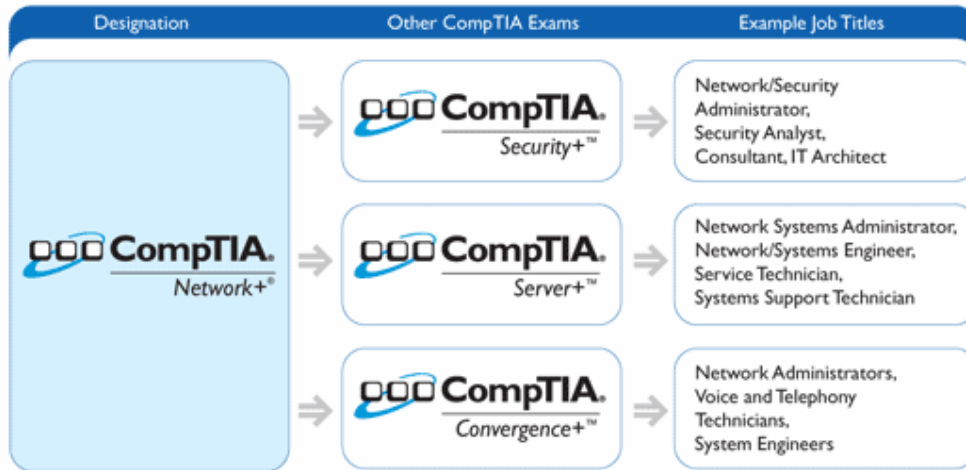 Designation Other CompTIA Exams Example Job Titles
CompTIA®
Network+®
CompTIA®
Security+™
Network/Security
Administrator,
Security Analyst,
Consultant, IT Architect
CompTIA®
Server+™
Network Systems Administrator,
Network/Systems Engineer,
Service Technician,
Systems Support Technician
CompTIA®
Convergence+™
Network Administrators,
Voice and Telephony
Technicians,
System Engineers